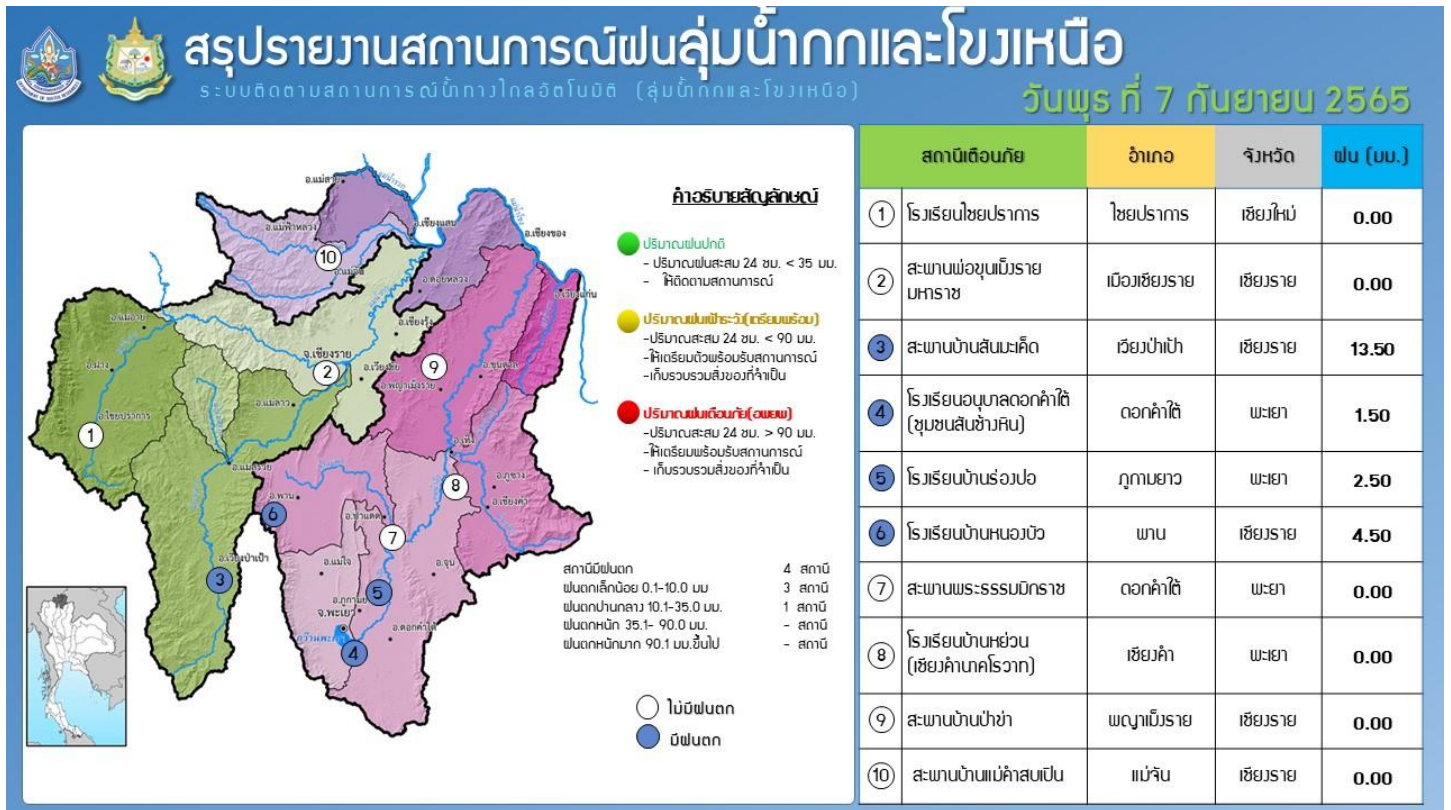 สรุปรายงานสถานการณ์ฝนลุ่มน้ำกกและโขงเหนือ
ระบบติดตามสถานการณ์น้ำทางไกลอัตโนมัติ (ลุ่มน้ำกกและโขงเหนือ)
วันพุธ ที่ 7 กันยายน 2565
อ.แม่สาย
อ.เชียงแสน
อ.แม่ฟ้าหลวง
อ.เชียงของ
10
อ.แม่จัน
อ.ดอยหลวง
อ.เวียงแก่น
อ.แม่อาย
อ.เชียงรุ้ง
จ.เชียงราย
อ.ฝาง
2
อ.เวียงชัย
9
อ.พญาเม็งราย
อ.ขุนตาล
อ.แม่ลาว
อ.ไชยปราการ
1
อ.เทิง
อ.แม่สรวย
8
อ.ภูซาง
อ.เชียงคำ
อ.พาน
6
อ.ป่าแดด
7
อ.เวียงป่าเป้า
3
อ.แม่ใจ
อ.จุน
5
อ.ภูกามย
จ.พะเยา
อ.ดอกคำใต้
กว๊านพะเยา
4
คำอธิบายสัญลักษณ์
ปริมาณฝนปกติ
- ปริมาณฝนสะสม 24 ชม. < 35 มม.
- ให้ติดตามสถานการณ์
ปริมาณฝนเฝ้าระวัง(เตรียมพร้อม)
-ปริมาณสะสม 24 ชม. < 90 มม.
-ให้เตรียมตัวพร้อมรับสถานการณ์
-เก็บรวบรวมสิ่งของที่จำเป็น
ปริมาณฝนเตือนภัย(อพยพ)
-ปริมาณสะสม 24 ชม. > 90 มม.
-ให้เตรียมพร้อมรับสถานการณ์
- เก็บรวบรวมสิ่งของที่จำเป็น
สถานีมีฝนตก 4 สถานี
ฝนตกเล็กน้อย 0.1-10.0 มม 3 สถานี
ฝนตกปานกลาง 10.1-35.0 มม. 1 สถานี
ฝนตกหนัก 35.1- 90.0 มม. - สถานี
ฝนตกหนักมาก 90.1 มม.ขึ้นไป - สถานี
ไม่มีฝนตก
มีฝนตก
สถานีเตือนภัย อำเภอ จังหวัด ฝน (มม.)
1 โรงเรียนไชยปราการ ไชยปราการ เชียงใหม่ 0.00
2 สะพานพ่อขุนเม็งราย
มหาราช เมืองเชียงราย เชียงราย 0.00
3 สะพานบ้านสันมะเค็ด เวียงป่าเป้า เชียงราย 13.50
4 โรงเรียนอนุบาลดอกคำใต้
(ชุมชนสันช้างหิน) ดอกคำใต้ พะเยา 1.50
5 โรงเรียนบ้านร่องปอ ภูกามยาว พะเยา 2.50
6 โรงเรียนบ้านหนองบัว พาน เชียงราย 4.50
7 สะพานพระธรรมมิกราช ดอกคำใต้ พะยา 0.00
8 โรงเรียนบ้านหย่วน
(เชียงคำนาคโรวาท) เชียงคำ พะเยา 0.00
9 สะพานบ้านป่าข่า พญาเม็งราย เชียงราย 0.00
10 สะพานบ้านแม่คำสบเปิน แม่จัน เชียงราย 0.00